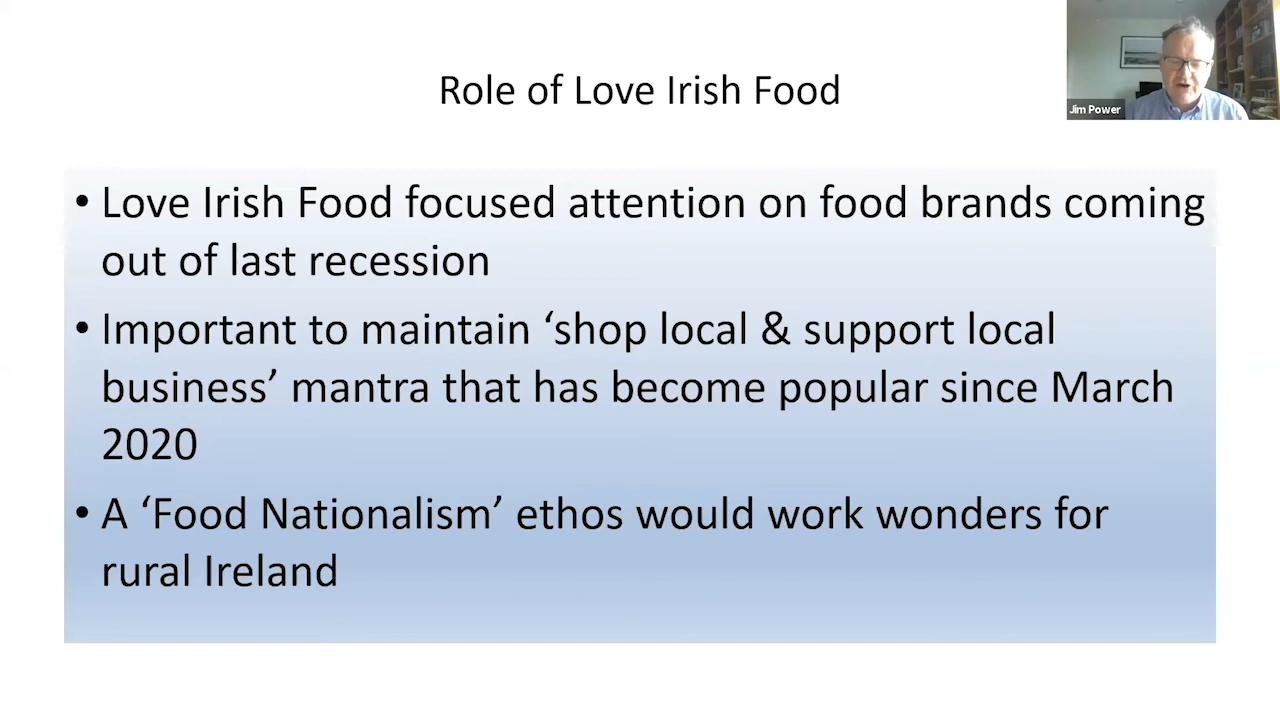 Role of Love Irish Food
Jim Power
• Love Irish Food focused attention on food brands coming
out of last recession
• Important to maintain ‘shop local & support local
business’ mantra that has become popular since March
2020
• A ‘Food Nationalism’ ethos would work wonders for
rural Ireland